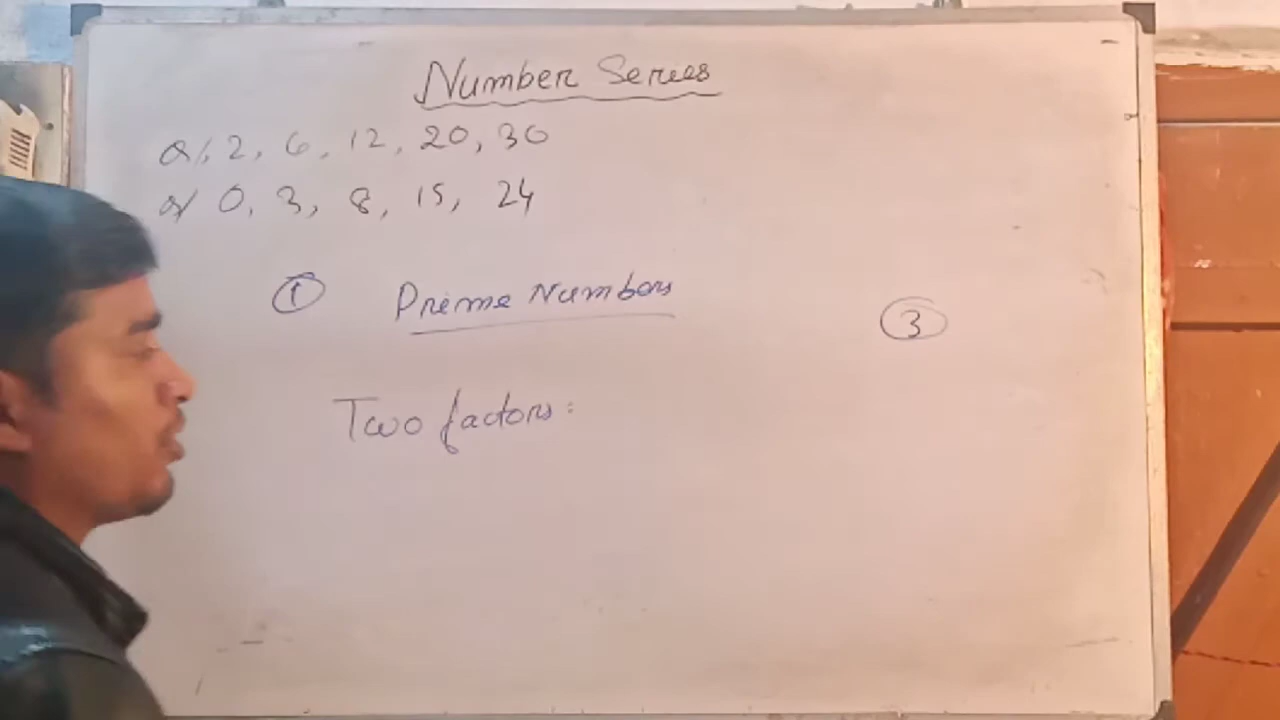 Number Series
Q/. 2, 6, 12, 20, 30
Q/ 0, 3, 8, 15, 24
① Prime Numbers
③
Two factors: